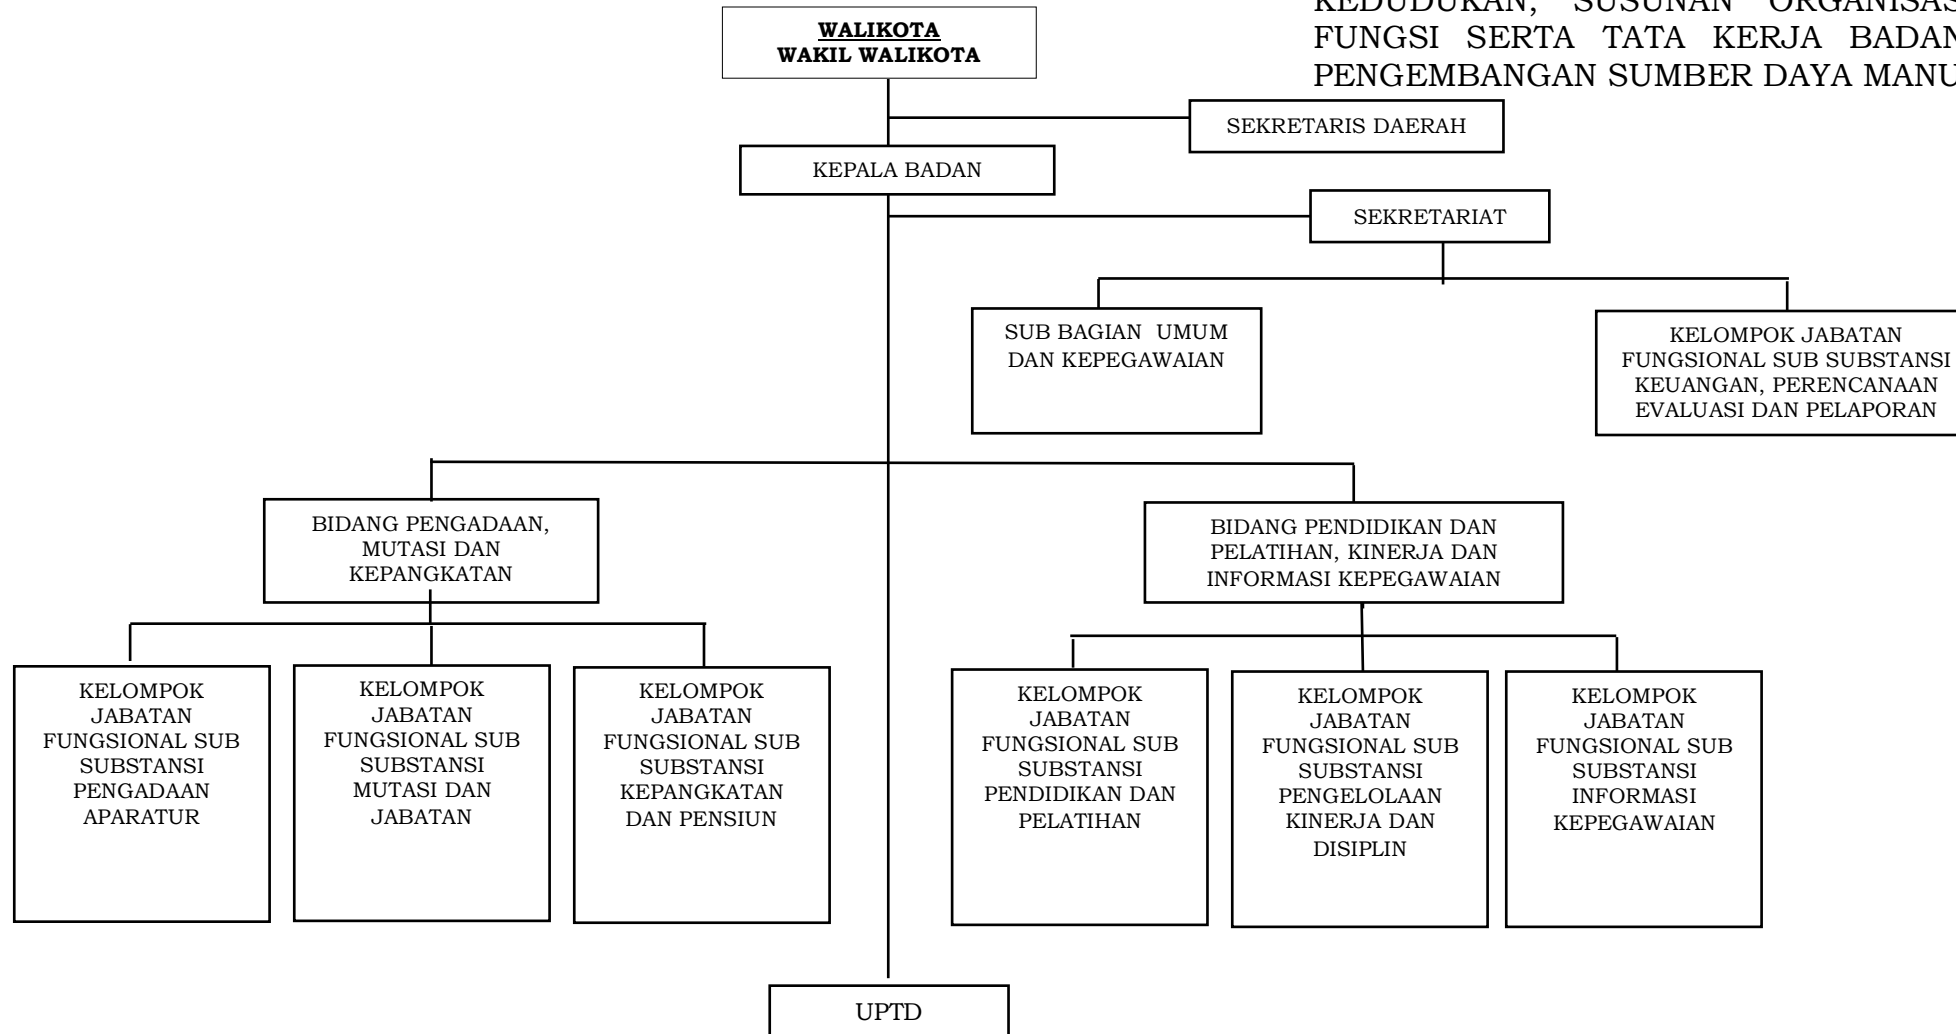 KEDUDUKAN, SUSUNAN
FUNGSI SERTA TATA KERJA
PENGEMBANGAN SUMBER DAYA
WALIKOTA
WAKIL WALIKOTA
SEKRETARIS DAERAH
KEPALA BADAN
SEKRETARIAT
SUB BAGIAN UMUM
DAN KEPEGAWAIAN
KELOMPOK JABATAN
FUNGSIONAL SUB SUBSTANSI
KEUANGAN, PERENCANAAN
EVALUASI DAN PELAPORAN
BIDANG PENGADAAN,
MUTASI DAN
KEPANGKATAN
BIDANG PENDIDIKAN DAN
PELATIHAN, KINERJA DAN
INFORMASI KEPEGAWAIAN
KELOMPOK
JABATAN
FUNGSIONAL SUB
SUBSTANSI
PENGADAAN
APARATUR
KELOMPOK
JABATAN
FUNGSIONAL SUB
SUBSTANSI
MUTASI DAN
JABATAN
KELOMPOK
JABATAN
FUNGSIONAL SUB
SUBSTANSI
KEPANGKATAN
DAN PENSIUN
KELOMPOK
JABATAN
FUNGSIONAL SUB
SUBSTANSI
PENDIDIKAN DAN
PELATIHAN
KELOMPOK
JABATAN
FUNGSIONAL SUB
SUBSTANSI
PENGELOLAAN
KINERJA DAN
DISIPLIN
KELOMPOK
JABATAN
FUNGSIONAL SUB
SUBSTANSI
INFORMASI
KEPEGAWAIAN
UPTD